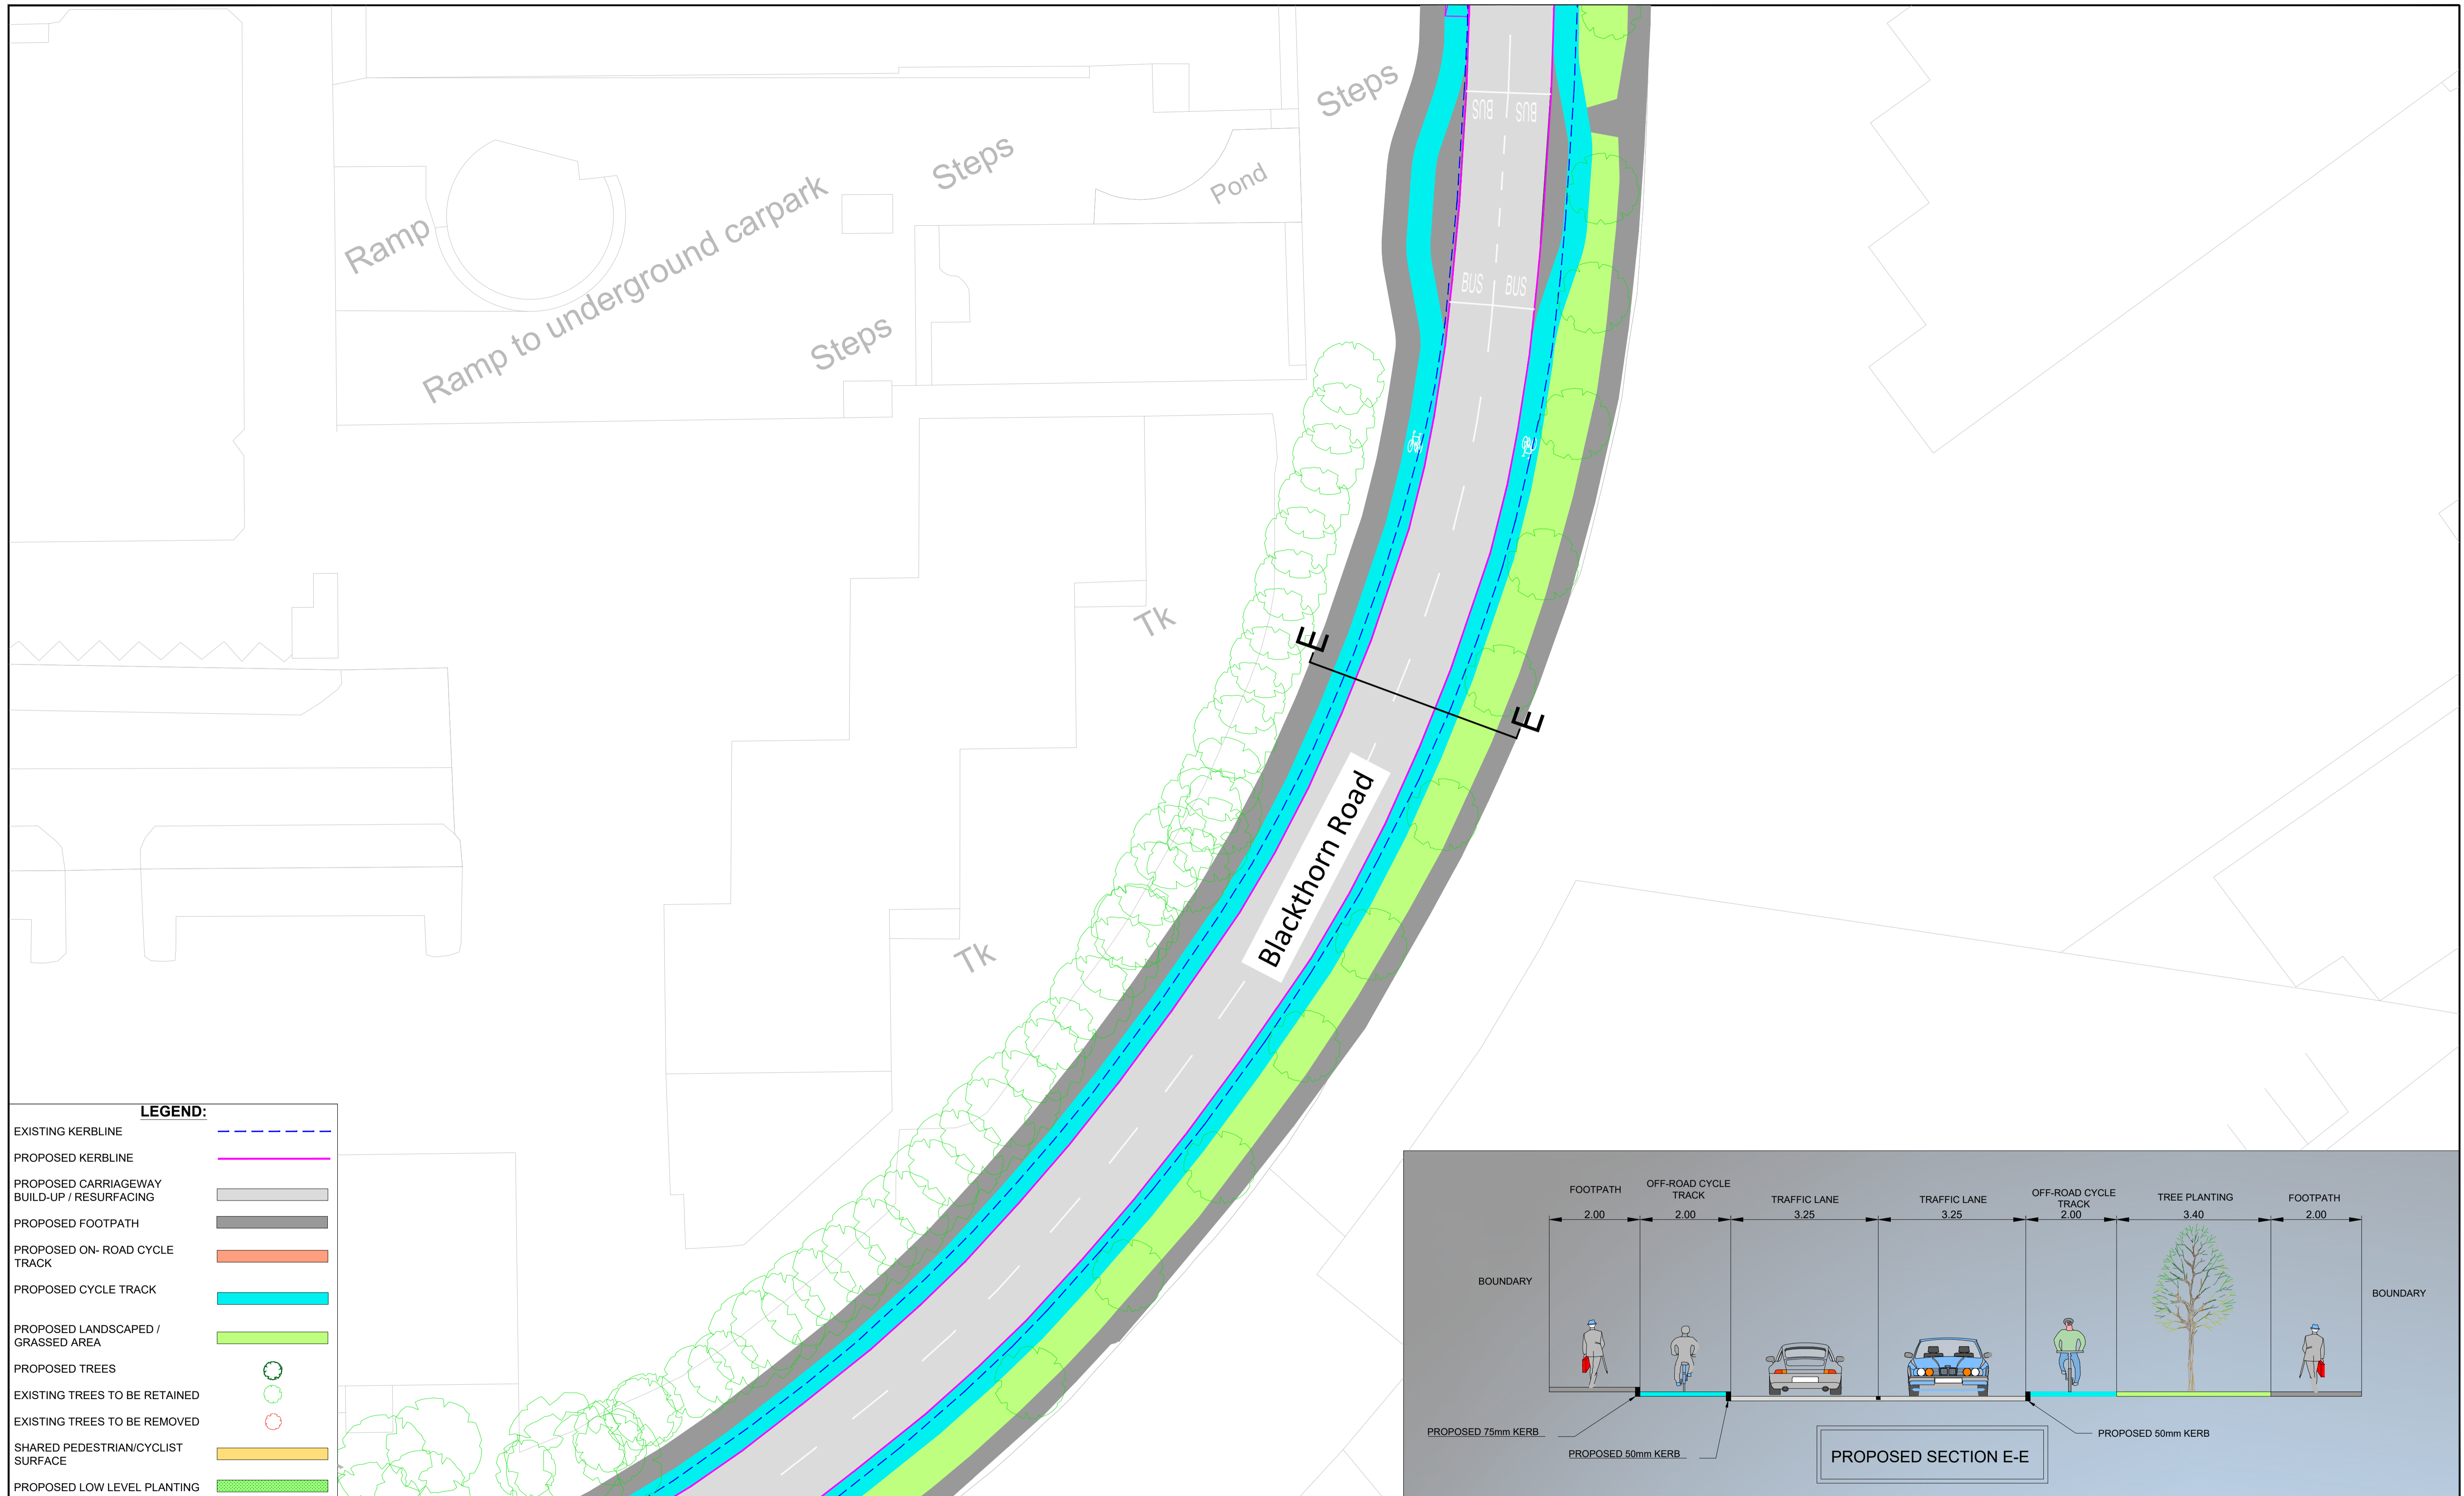 Steps
Steps
Pond
Ramp
Ramp to underground carpark
Steps
BUS BUS
BUS BUS
Tk
E
E
Blackthorn Road
Tk
LEGEND:
EXISTING KERBLINE
PROPOSED KERBLINE
PROPOSED CARRIAGEWAY
BUILD-UP / RESURFACING
PROPOSED FOOTPATH
PROPOSED ON- ROAD CYCLE
TRACK
PROPOSED CYCLE TRACK
PROPOSED LANDSCAPED /
GRASSED AREA
PROPOSED TREES
EXISTING TREES TO BE RETAINED
EXISTING TREES TO BE REMOVED
SHARED PEDESTRIAN/CYCLIST
SURFACE
PROPOSED LOW LEVEL PLANTING
FOOTPATH
2.00
OFF-ROAD CYCLE
TRACK
2.00
TRAFFIC LANE
3.25
TRAFFIC LANE
3.25
OFF-ROAD CYCLE
TRACK
2.00
TREE PLANTING
3.40
FOOTPATH
2.00
BOUNDARY
BOUNDARY
PROPOSED 75mm KERB
PROPOSED 50mm KERB
PROPOSED 50mm KERB
PROPOSED SECTION E-E